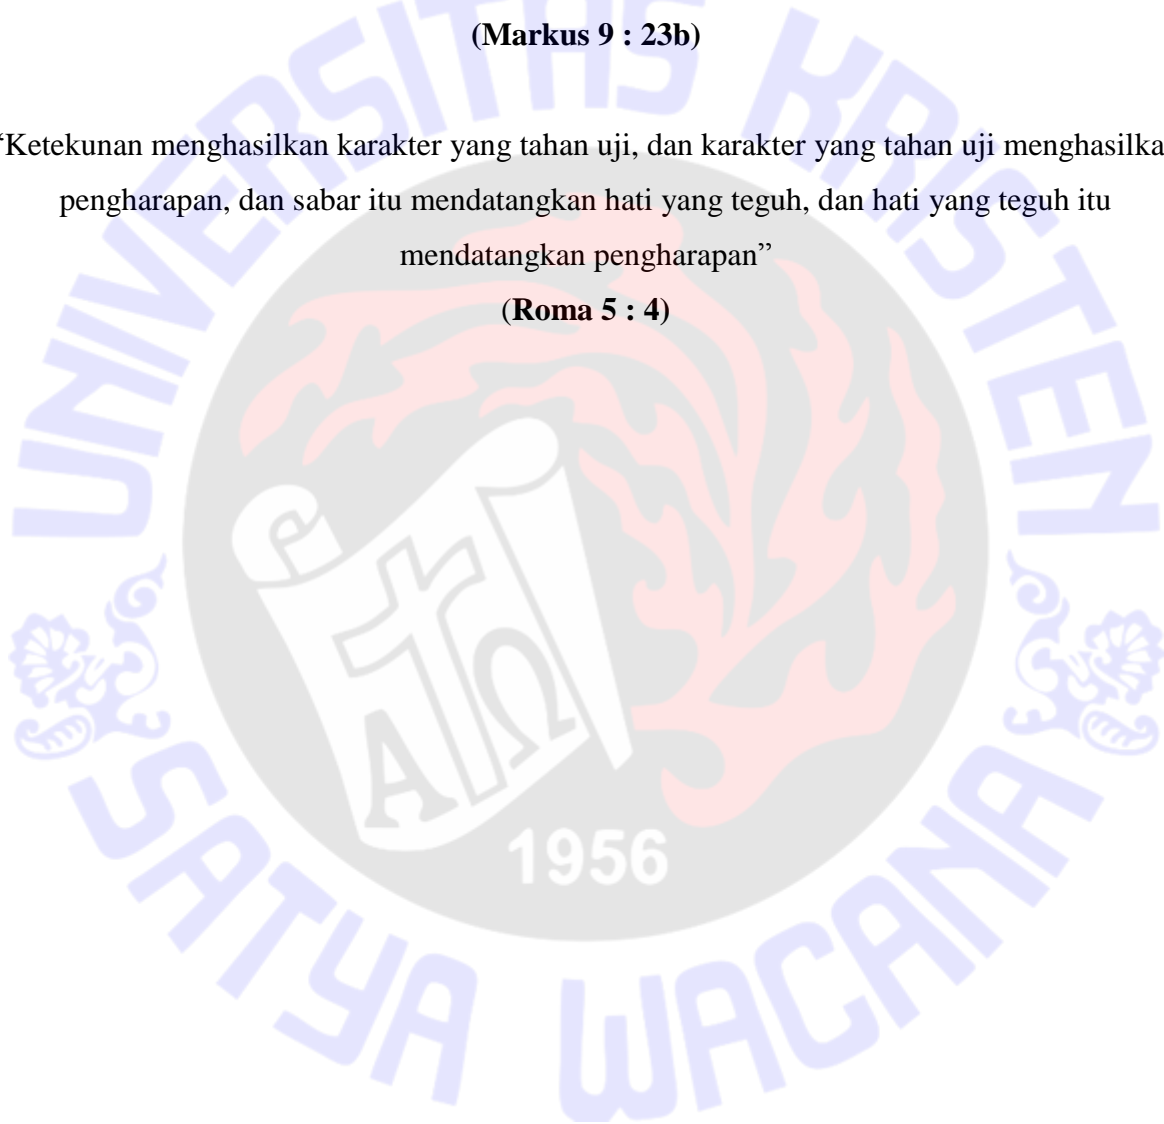 (Markus 9 : 23b)
“Ketekunan menghasilkan karakter yang tahan uji, dan karakter yang tahan uji menghasilka
pengharapan, dan sabar itu mendatangkan hati yang teguh, dan hati yang teguh itu
mendatangkan pengharapan”
(Roma 5 : 4)
UNIVERSITAS KRISTEN
ΑΩ
1956
SATYA WACANA